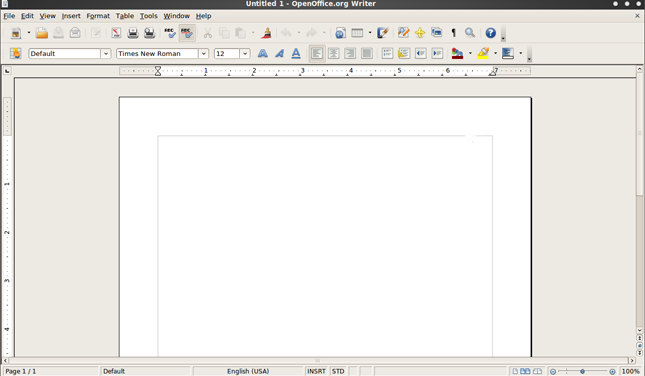 Untitled 1 - OpenOffice.org Writer
File Edit View Insert Format Table Tools Window Help
Default Times New Roman 12
1 2 3 4 5 6 7
1
2
3
4
Page 1 / 1 Default English (USA) INSRT STD 100%